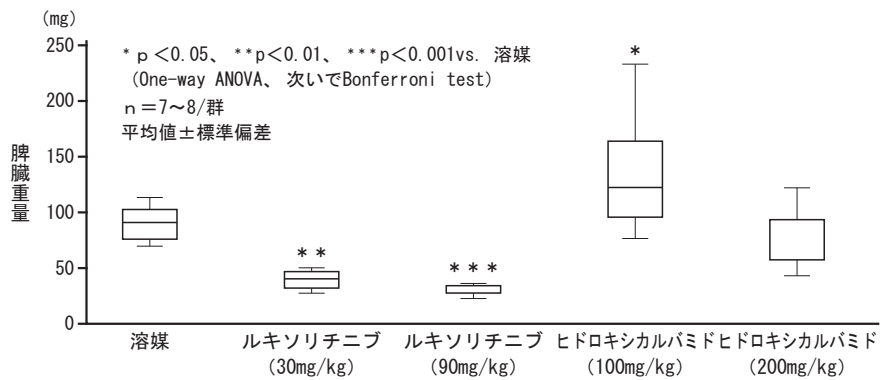 (mg)
250
200
150
100
50
0
脾臓重量
*p<0.05、**p<0.01、***p<0.001vs. 溶媒
(One-way ANOVA、次いでBonferroni test)
n=7~8/群
平均値±標準偏差
**
***
*
溶媒
ルキソリチニブ
(30mg/kg)
ルキソリチニブ
(90mg/kg)
ヒドロキシカルバミド
(100mg/kg)
ヒドロキシカルバミド
(200mg/kg)